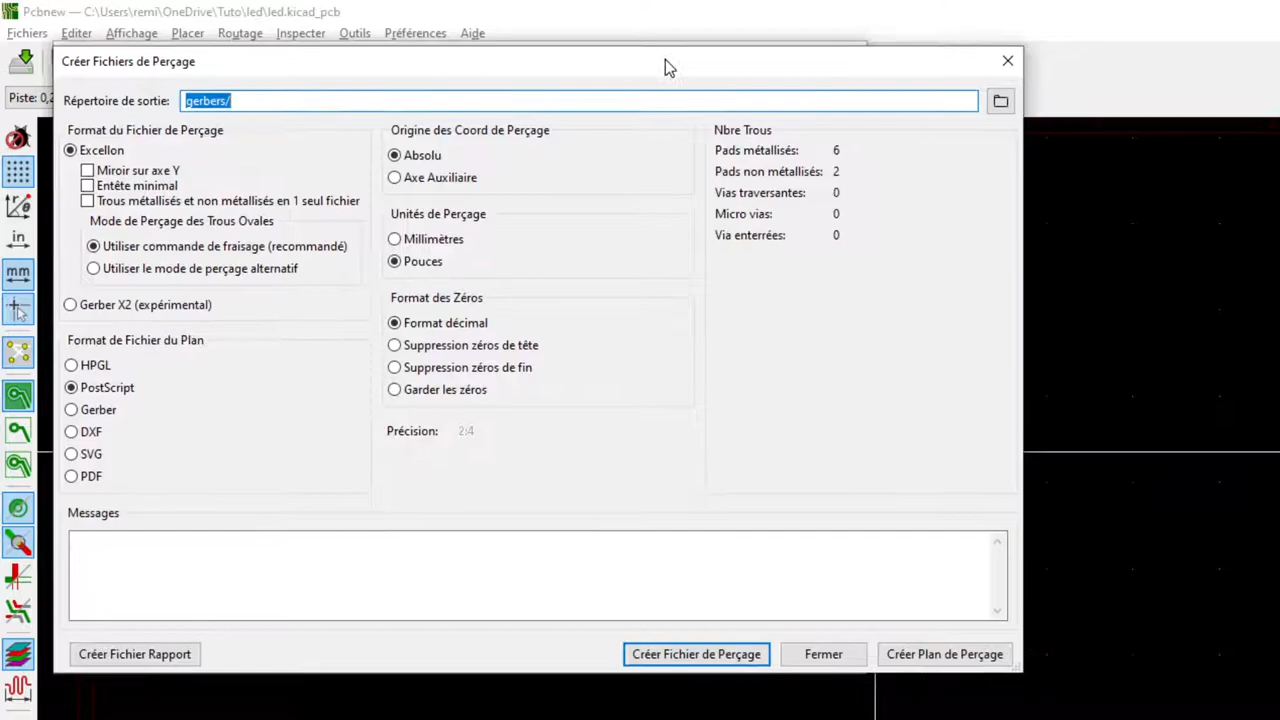 Pcbnew — C:\Users\remi\OneDrive\Tuto\led\led.kicad_pcb
Fichiers Editer Affichage Placer Routage Inspecter Outils Préférences Aide
Créer Fichiers de Perçage
Piste: 0,2
Répertoire de sortie: gerbers/
Format du Fichier de Perçage
Excellon
Miroir sur axe Y
Entête minimal
Trous métallisés et non métallisés en 1 seul fichier
Mode de Perçage des Trous Ovales
Utiliser commande de fraisage (recommandé)
Utiliser le mode de perçage alternatif
Gerber X2 (expérimental)
Format de Fichier du Plan
HPGL
PostScript
Gerber
DXF
SVG
PDF
Origine des Coord de Perçage
Absolu
Axe Auxiliaire
Unités de Perçage
Millimètres
Pouces
Format des Zéros
Format décimal
Suppression zéros de tête
Suppression zéros de fin
Garder les zéros
Précision: 2:4
Nbre Trous
Pads métallisés: 6
Pads non métallisés: 2
Vias traversantes: 0
Micro vias: 0
Via enterrées: 0
in
mm
Messages
Créer Fichier Rapport
Créer Fichier de Perçage
Fermer
Créer Plan de Perçage